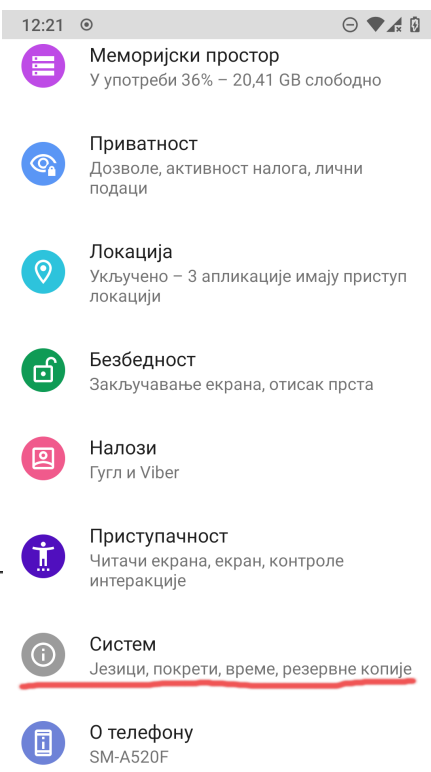 12:21
Меморијски простор
У употреби 36% – 20,41 GB слободно
Приватност
Дозволе, активност налога, лични
подаци
Локација
Укључено – 3 апликације имају приступ
локацији
Безбедност
Закључавање екрана, отисак прста
Налози
Гугл и Viber
Приступачност
Читачи екрана, екран, контроле
интеракције
Систем
Језици, покрети, време, резервне копије
О телефону
SM-A520F